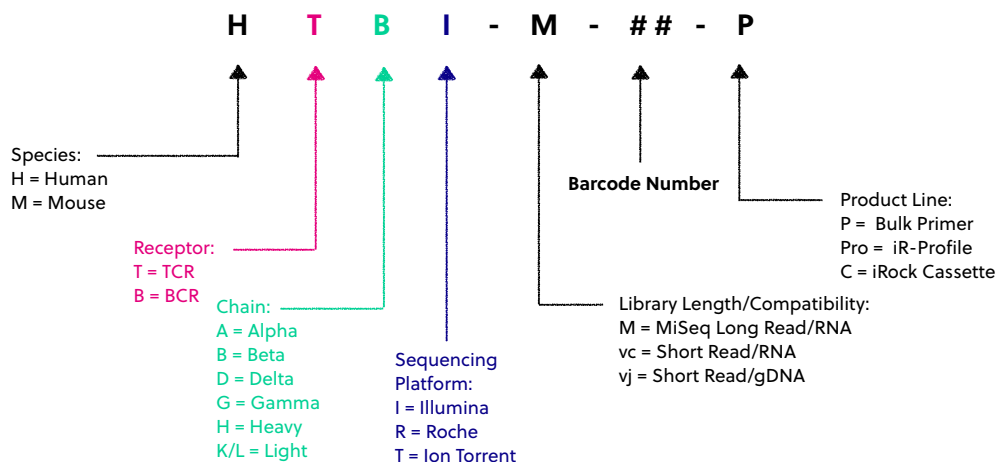 H T B I - M - ## - P
Species:
H = Human
M = Mouse
Receptor:
T = TCR
B = BCR
Chain:
A = Alpha
B = Beta
D = Delta
G = Gamma
H = Heavy
K/L = Light
Sequencing
Platform:
I = Illumina
R = Roche
T = Ion Torrent
Library Length/Compatibility:
M = MiSeq Long Read/RNA
vc = Short Read/RNA
vj = Short Read/gDNA
Barcode Number
Product Line:
P = Bulk Primer
Pro = iR-Profile
C = iRock Cassette